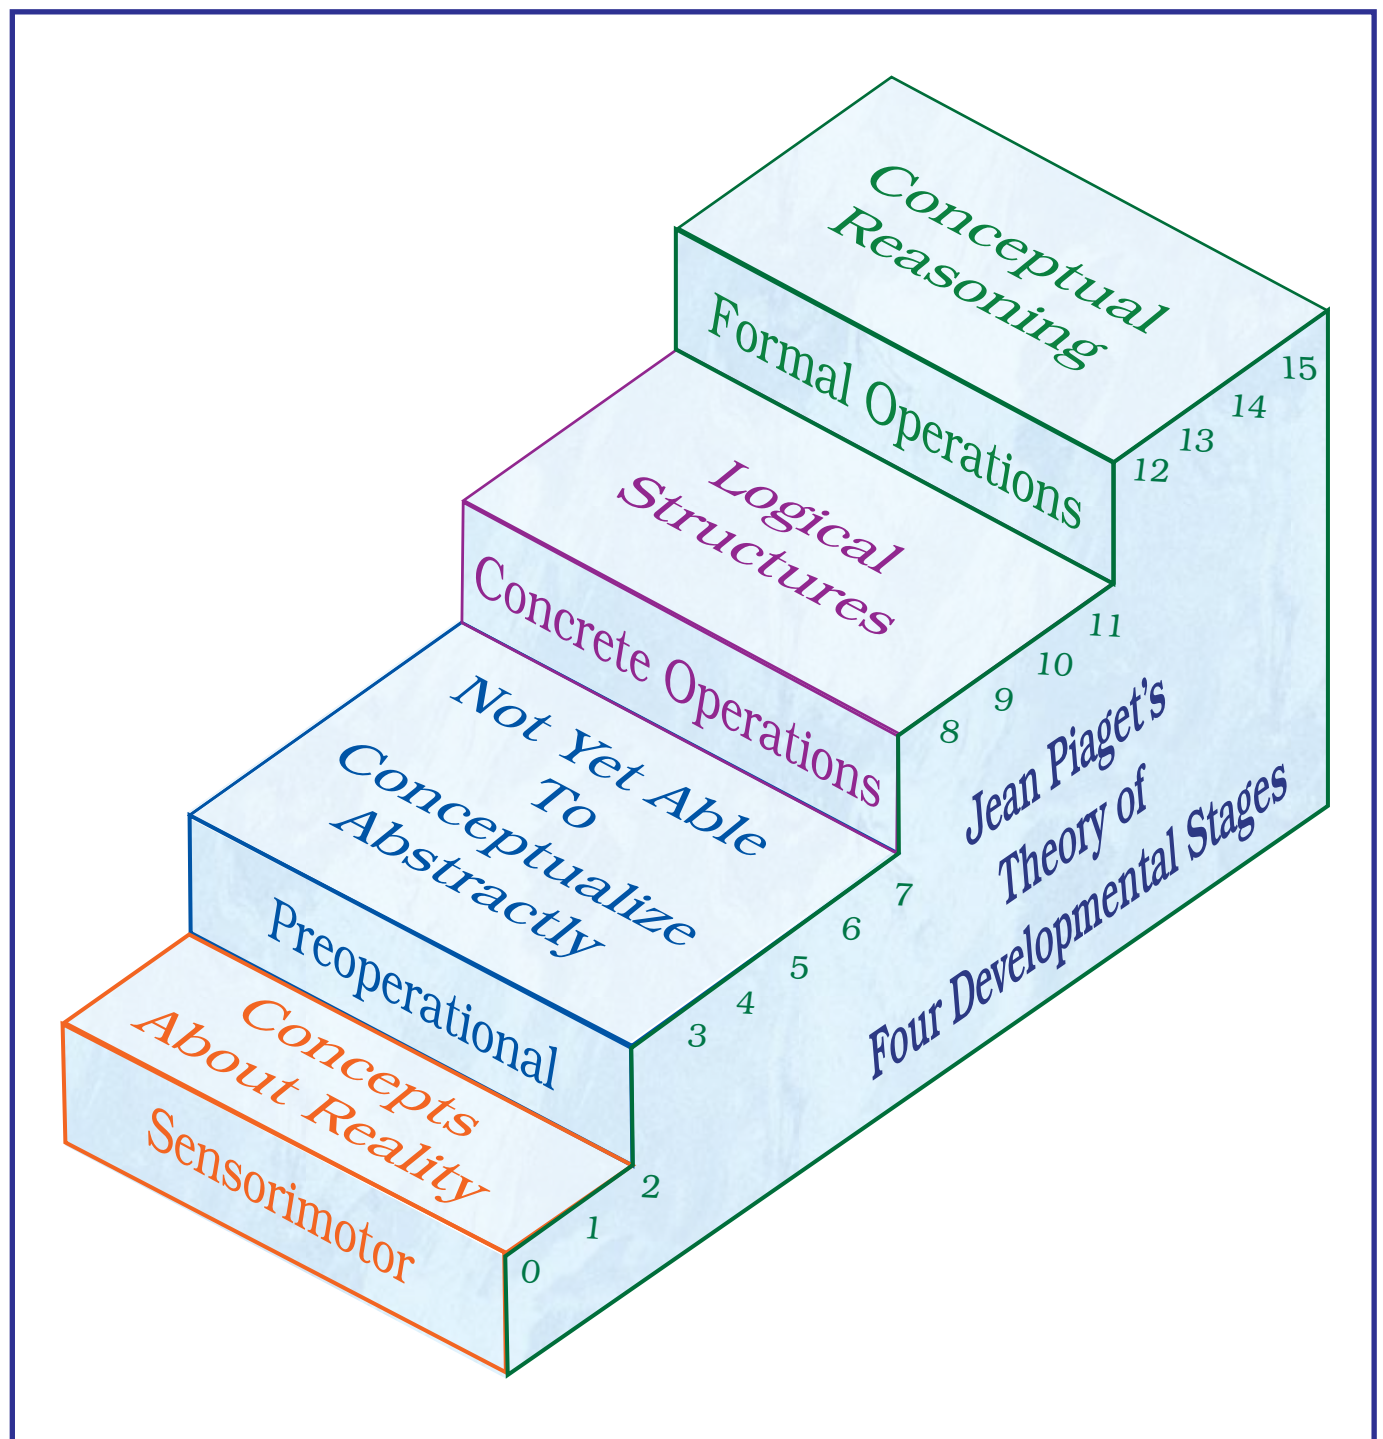 Conceptual
Reasoning
Formal Operations
Logical
Structures
Concrete Operations
Not Yet Able
To
Conceptualize
Abstractly
Preoperational
Concepts
About Reality
Sensorimotor
0
1
2
3
4
5
6
7
8
9
10
11
12
13
14
15
Jean Piaget’s
Theory of
Four Developmental Stages